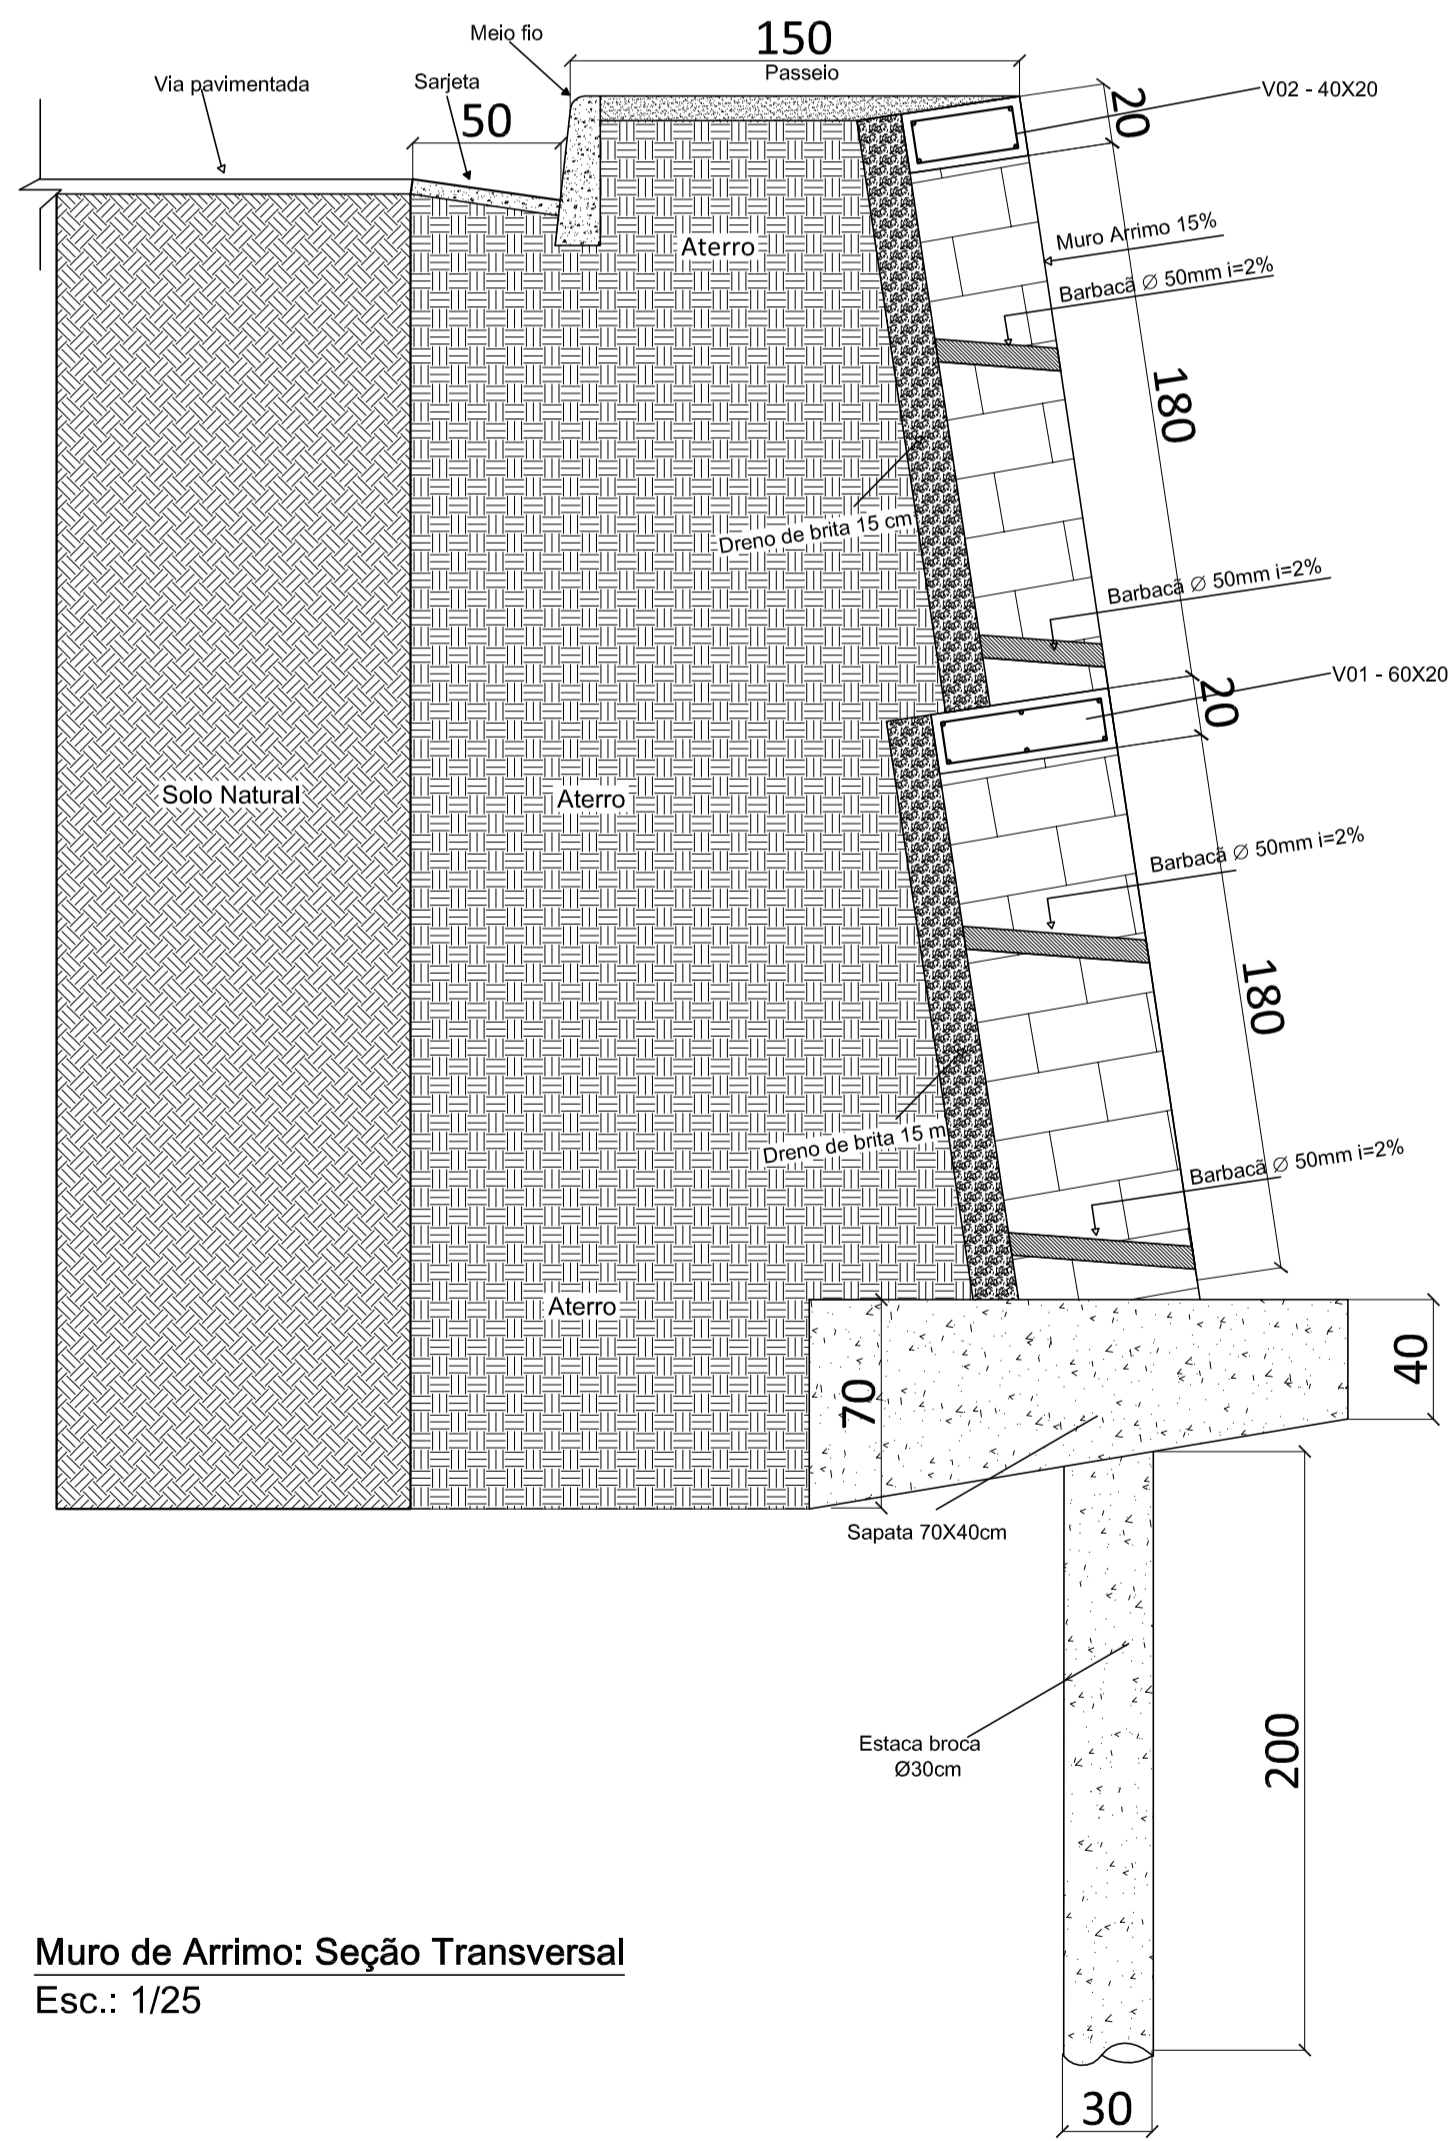 Meio fio
150
Passeio
Via pavimentada
Sarjeta
50
V02 - 40X20
20
Muro Arrimo 15%
Barbacã Ø 50mm i=2%
Aterro
180
Dreno de brita 15 cm
Barbacã Ø 50mm i=2%
V01 - 60X20
20
Solo Natural
Aterro
Barbacã Ø 50mm i=2%
180
Dreno de brita 15 m
Barbacã Ø 50mm i=2%
Aterro
70
40
Sapata 70X40cm
Estaca broca
Ø30cm
200
Muro de Arrimo: Seção Transversal
Esc.: 1/25
30